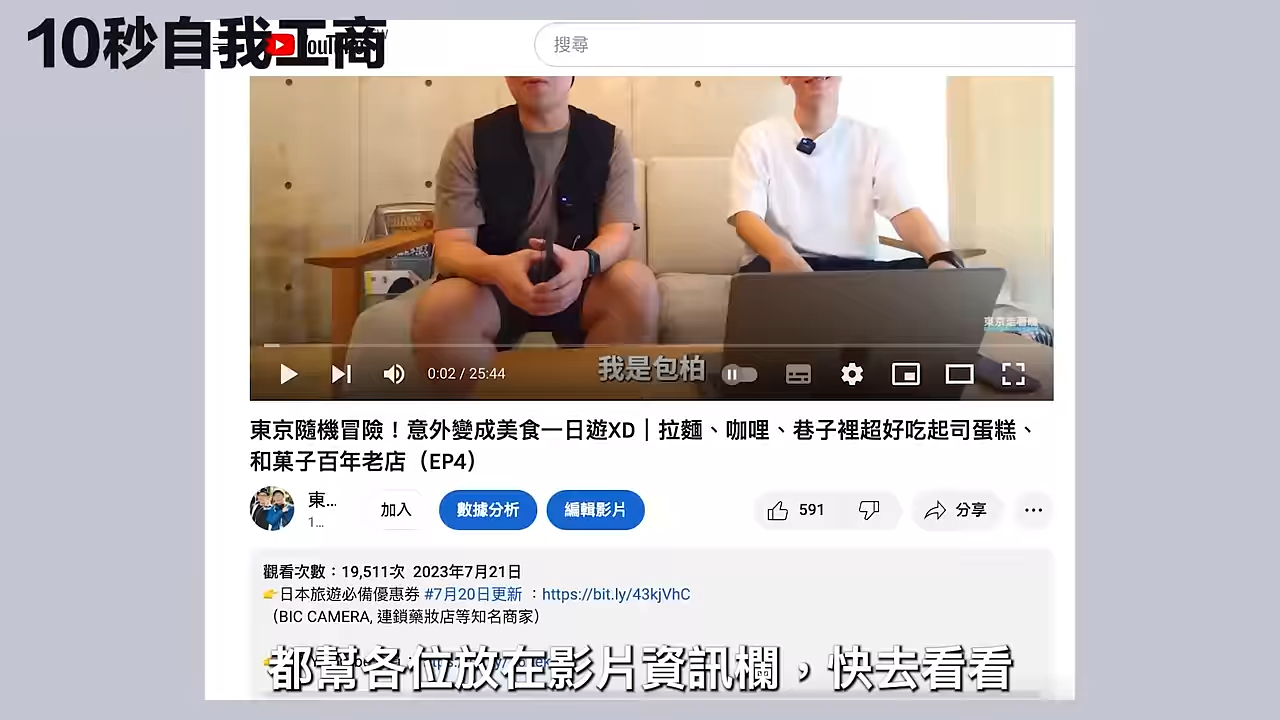 10秒自我工商
YouTube
搜尋
東京走著瞧
我是包柏
0:02 / 25:44
東京隨機冒險！意外變成美食一日遊XD｜拉麵、咖哩、巷子裡超好吃起司蛋糕、
和菓子百年老店（EP4）
東...
1...
加入
數據分析
編輯影片
591
分享
觀看次數：19,511次 2023年7月21日
👉日本旅遊必備優惠券 #7月20日更新 ：https://bit.ly/43kjVhC
（BIC CAMERA, 連鎖藥妝店等知名商家）
都幫各位放在影片資訊欄，快去看看